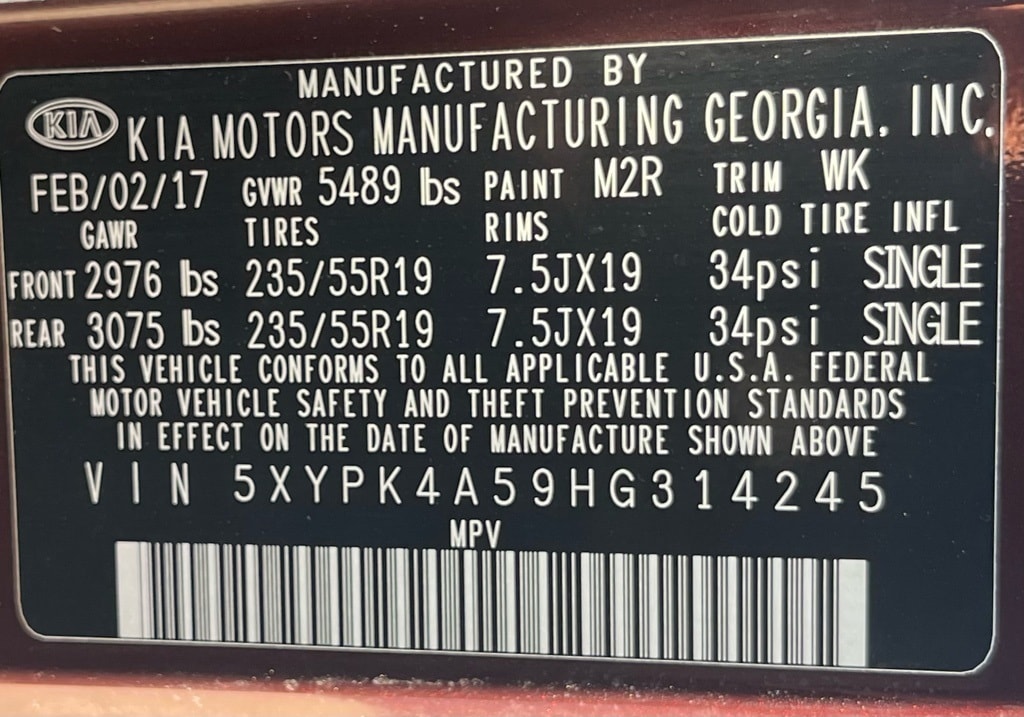 MANUFACTURED BY
KIA KIA MOTORS MANUFACTURING GEORGIA, INC.
FEB/02/17 GVWR 5489 lbs PAINT M2R TRIM WK
GAWR TIRES RIMS COLD TIRE INFL
FRONT 2976 lbs 235/55R19 7.5JX19 34psi SINGLE
REAR 3075 lbs 235/55R19 7.5JX19 34psi SINGLE
THIS VEHICLE CONFORMS TO ALL APPLICABLE U.S.A. FEDERAL
MOTOR VEHICLE SAFETY AND THEFT PREVENTION STANDARDS
IN EFFECT ON THE DATE OF MANUFACTURE SHOWN ABOVE
VIN 5XYPK4A59HG314245
MPV